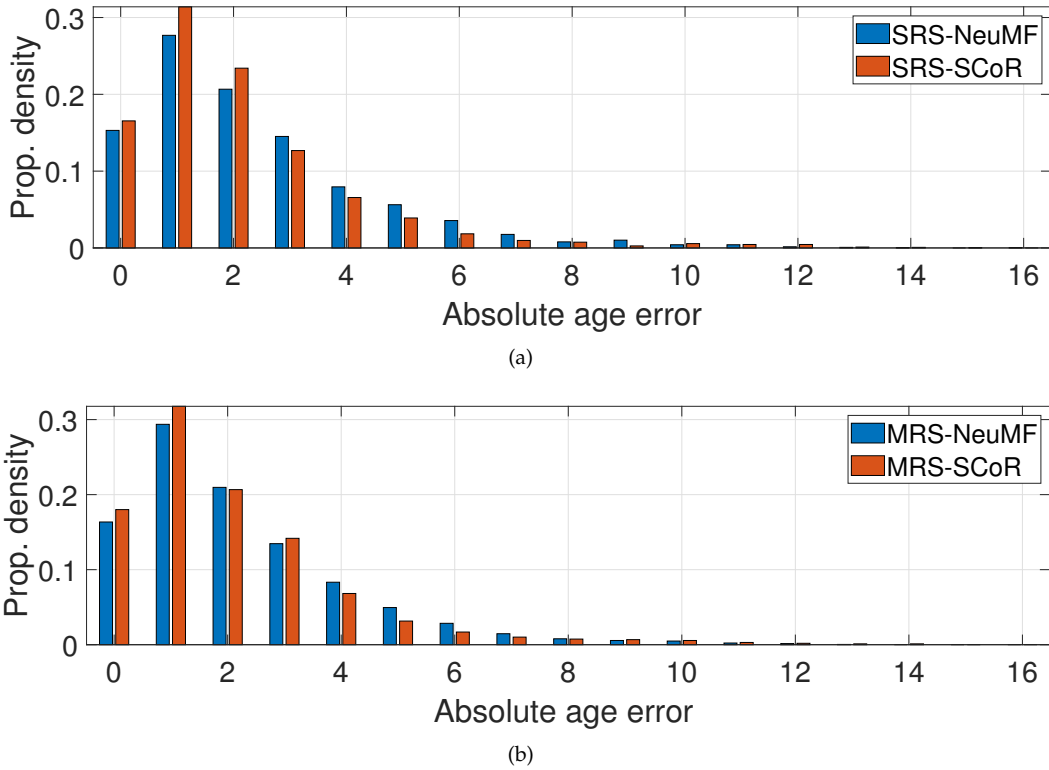 0.3
0.2
0.1
0
Prop. density
SRS-NeuMF
SRS-SCoR
0 2 4 6 8 10 12 14 16
Absolute age error
(a)
0.3
0.2
0.1
0
Prop. density
MRS-NeuMF
MRS-SCoR
0 2 4 6 8 10 12 14 16
Absolute age error
(b)